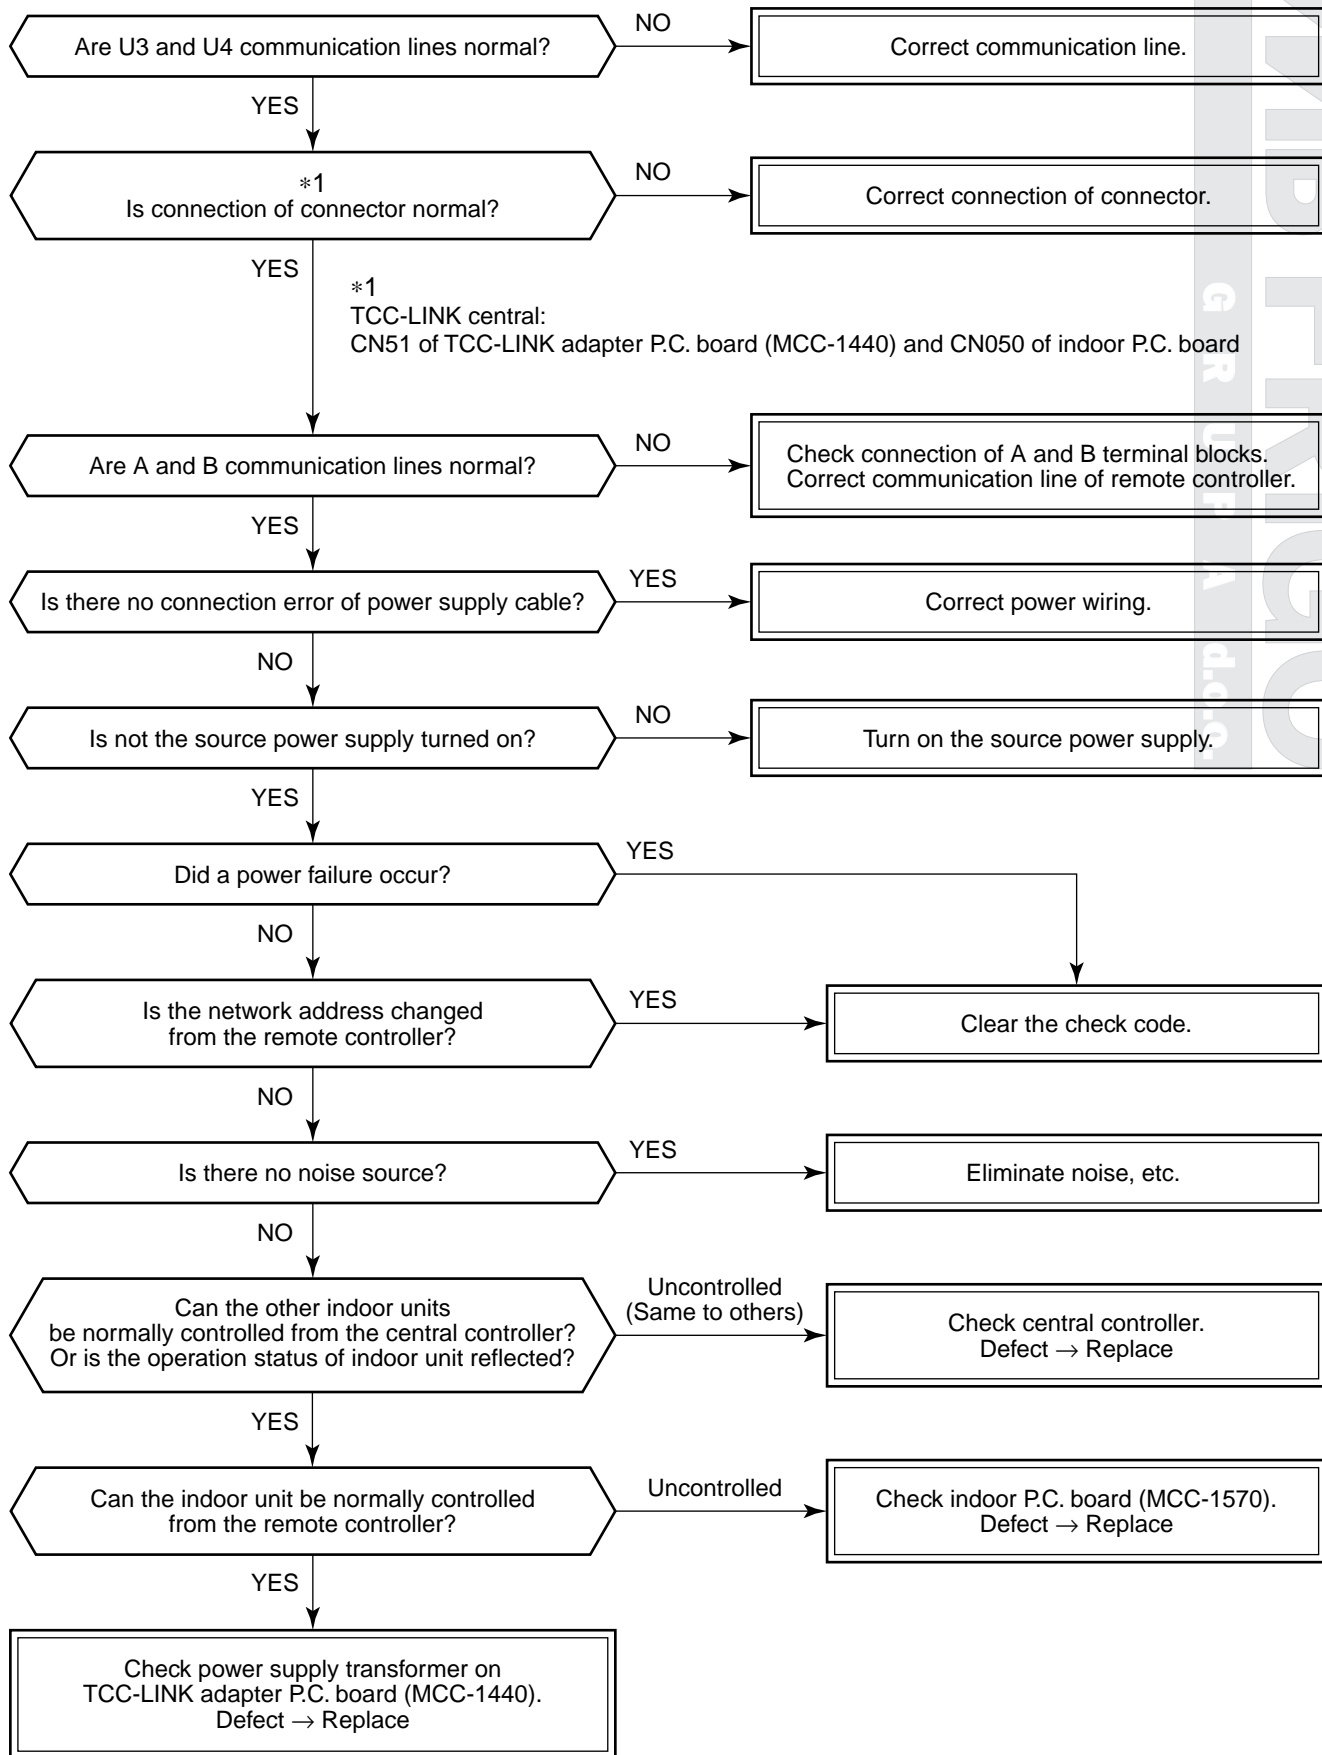 Are U3 and U4 communication lines normal?
NO
Correct communication line.
YES
*1
Is connection of connector normal?
NO
Correct connection of connector.
YES
*1
TCC-LINK central:
CN51 of TCC-LINK adapter P.C. board (MCC-1440) and CN050 of indoor P.C. board
Are A and B communication lines normal?
NO
Check connection of A and B terminal blocks.
Correct communication line of remote controller.
YES
Is there no connection error of power supply cable?
YES
Correct power wiring.
NO
Is not the source power supply turned on?
NO
Turn on the source power supply.
YES
Did a power failure occur?
YES
NO
Is the network address changed
from the remote controller?
YES
Clear the check code.
NO
Is there no noise source?
YES
Eliminate noise, etc.
NO
Can the other indoor units
be normally controlled from the central controller?
Or is the operation status of indoor unit reflected?
Uncontrolled
(Same to others)
Check central controller.
Defect → Replace
YES
Can the indoor unit be normally controlled
from the remote controller?
Uncontrolled
Check indoor P.C. board (MCC-1570).
Defect → Replace
YES
Check power supply transformer on
TCC-LINK adapter P.C. board (MCC-1440).
Defect → Replace
GRUPA d.o.o.